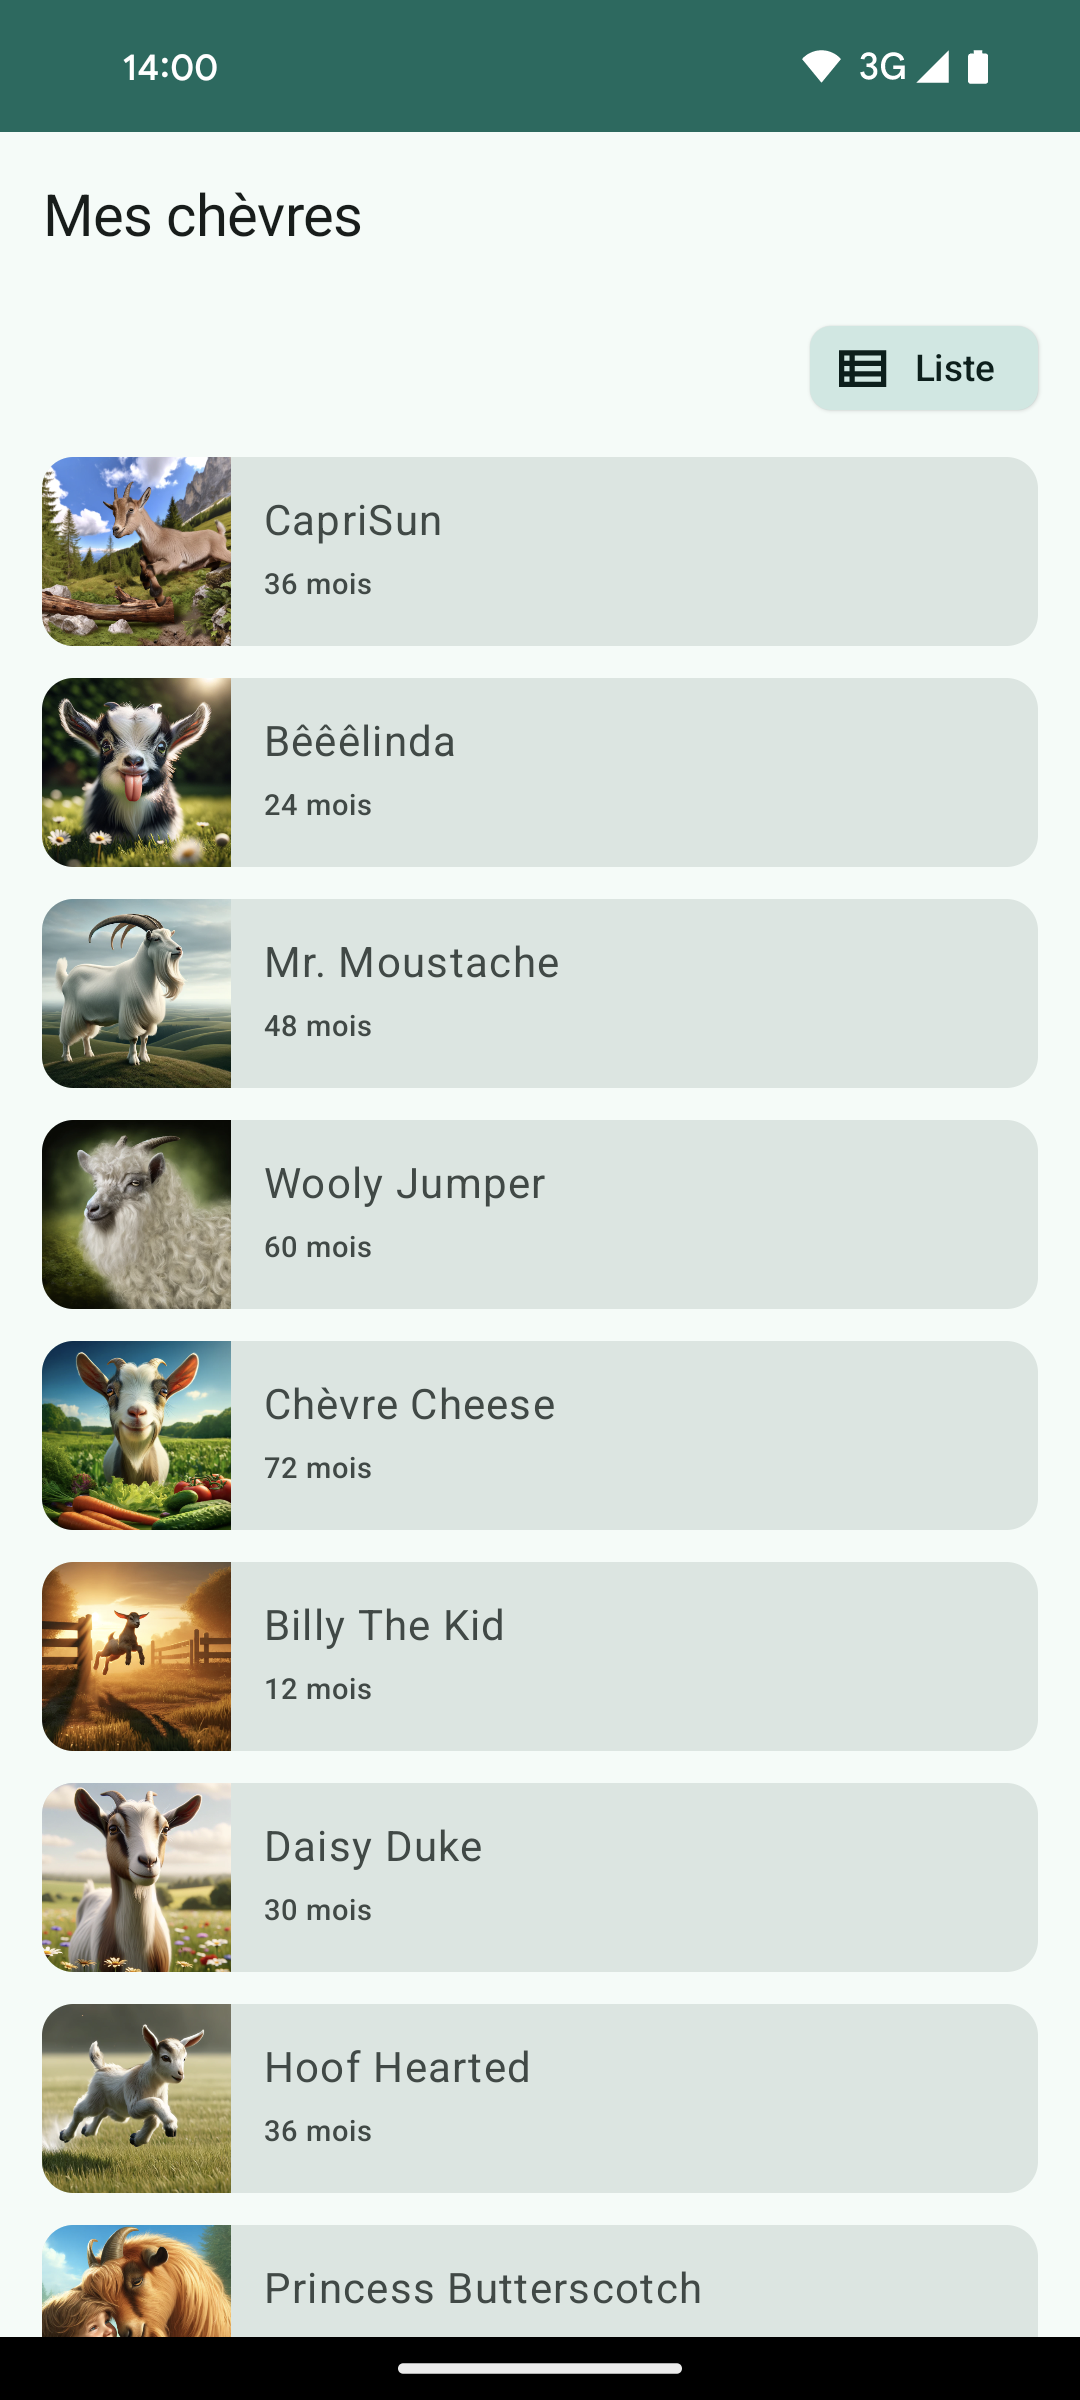 14:00
3G
Mes chèvres
Liste
CapriSun
36 mois
Bêêêlinda
24 mois
Mr. Moustache
48 mois
Wooly Jumper
60 mois
Chèvre Cheese
72 mois
Billy The Kid
12 mois
Daisy Duke
30 mois
Hoof Hearted
36 mois
Princess Butterscotch